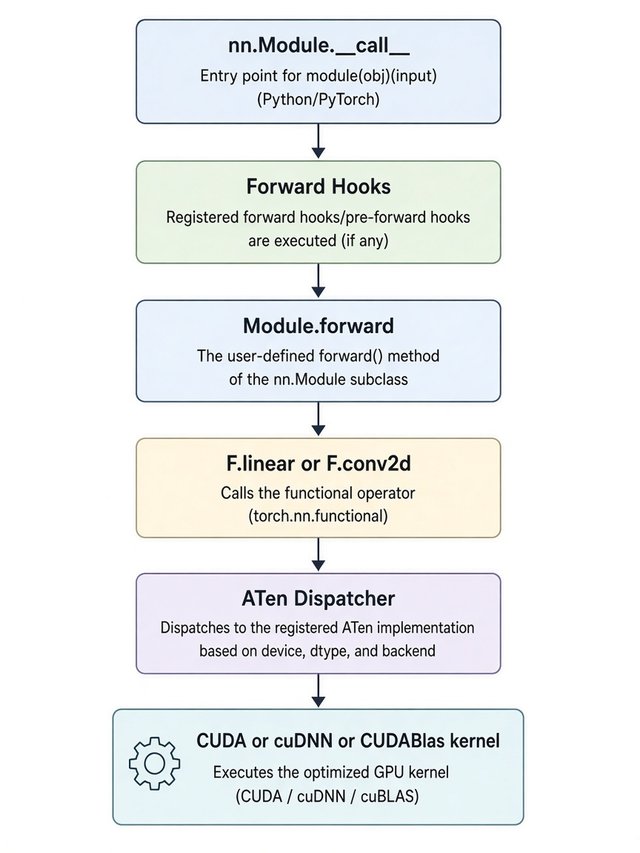 nn.Module.__call__
Entry point for module(obj)(input)
(Python/PyTorch)
Forward Hooks
Registered forward hooks/pre-forward hooks
are executed (if any)
Module.forward
The user-defined forward() method
of the nn.Module subclass
F.linear or F.conv2d
Calls the functional operator
(torch.nn.functional)
ATen Dispatcher
Dispatches to the registered ATen implementation
based on device, dtype, and backend
CUDA or cuDNN or CUDABlas kernel
Executes the optimized GPU kernel
(CUDA / cuDNN / cuBLAS)